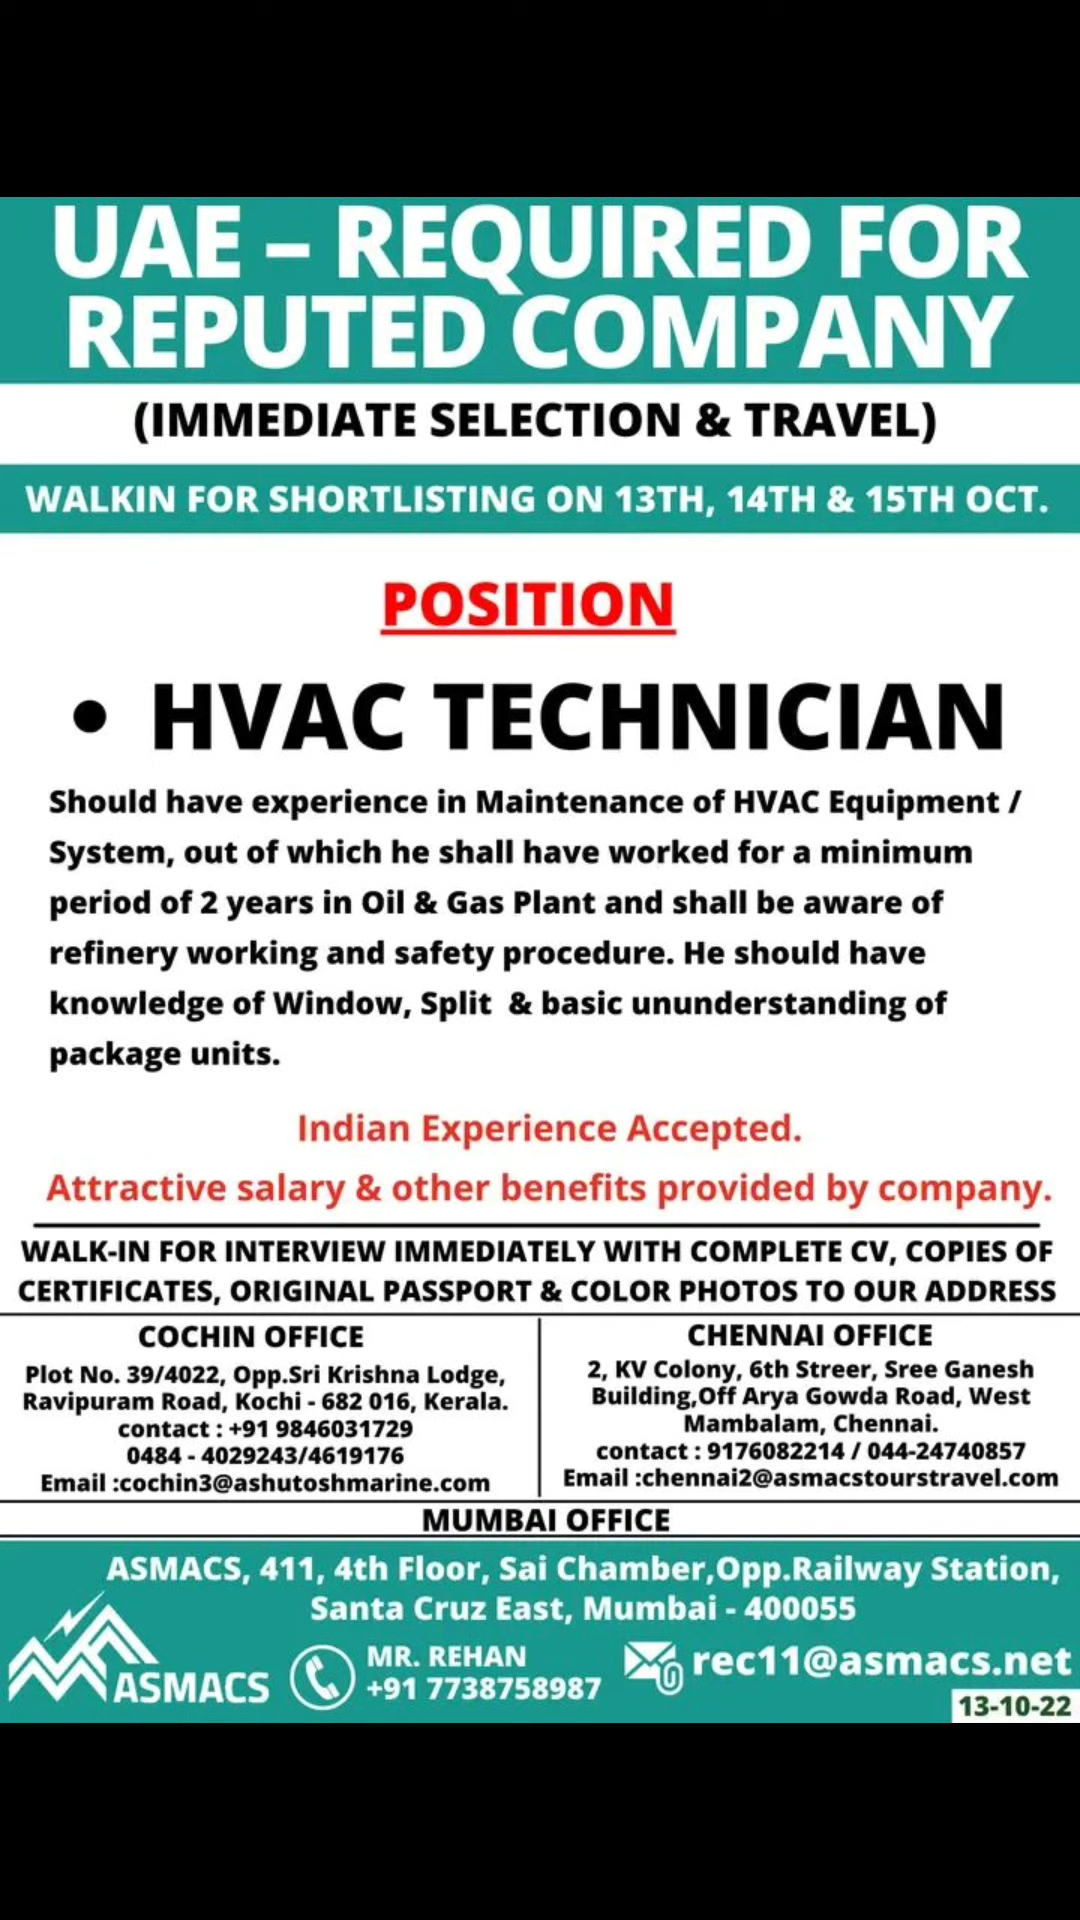 UAE – REQUIRED FOR
REPUTED COMPANY
(IMMEDIATE SELECTION & TRAVEL)
WALKIN FOR SHORTLISTING ON 13TH, 14TH & 15TH OCT.
POSITION
• HVAC TECHNICIAN
Should have experience in Maintenance of HVAC Equipment /
System, out of which he shall have worked for a minimum
period of 2 years in Oil & Gas Plant and shall be aware of
refinery working and safety procedure. He should have
knowledge of Window, Split & basic ununderstanding of
package units.
Indian Experience Accepted.
Attractive salary & other benefits provided by company.
WALK-IN FOR INTERVIEW IMMEDIATELY WITH COMPLETE CV, COPIES OF
CERTIFICATES, ORIGINAL PASSPORT & COLOR PHOTOS TO OUR ADDRESS
COCHIN OFFICE
Plot No. 39/4022, Opp.Sri Krishna Lodge,
Ravipuram Road, Kochi - 682 016, Kerala.
contact : +91 9846031729
0484 - 4029243/4619176
Email :cochin3@ashutoshmarine.com
CHENNAI OFFICE
2, KV Colony, 6th Streer, Sree Ganesh
Building,Off Arya Gowda Road, West
Mambalam, Chennai.
contact : 9176082214 / 044-24740857
Email :chennai2@asmacstourstravel.com
MUMBAI OFFICE
ASMACS, 411, 4th Floor, Sai Chamber,Opp.Railway Station,
Santa Cruz East, Mumbai - 400055
ASMACS
MR. REHAN
+91 7738758987
rec11@asmacs.net
13-10-22